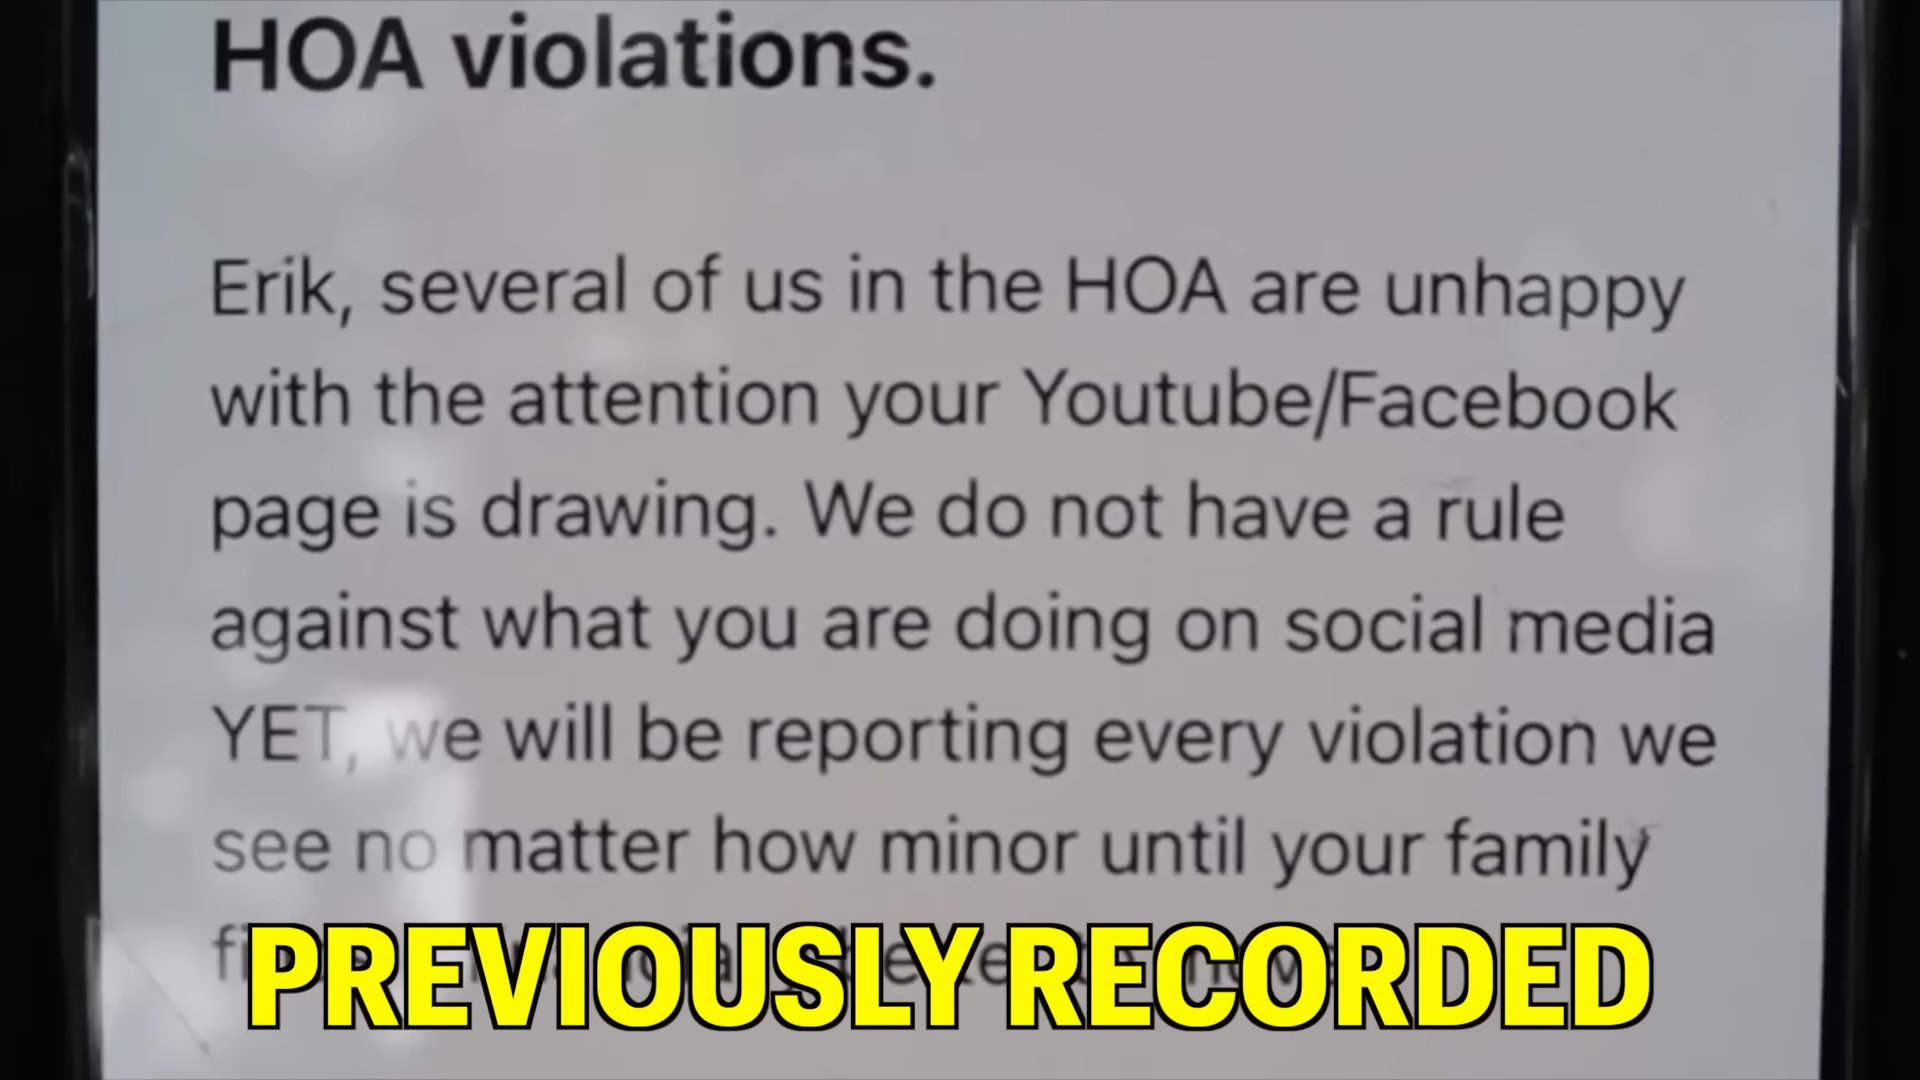 HOA violations.
Erik, several of us in the HOA are unhappy
with the attention your Youtube/Facebook
page is drawing. We do not have a rule
against what you are doing on social media
YET, we will be reporting every violation we
see no matter how minor until your family
PREVIOUSLY RECORDED